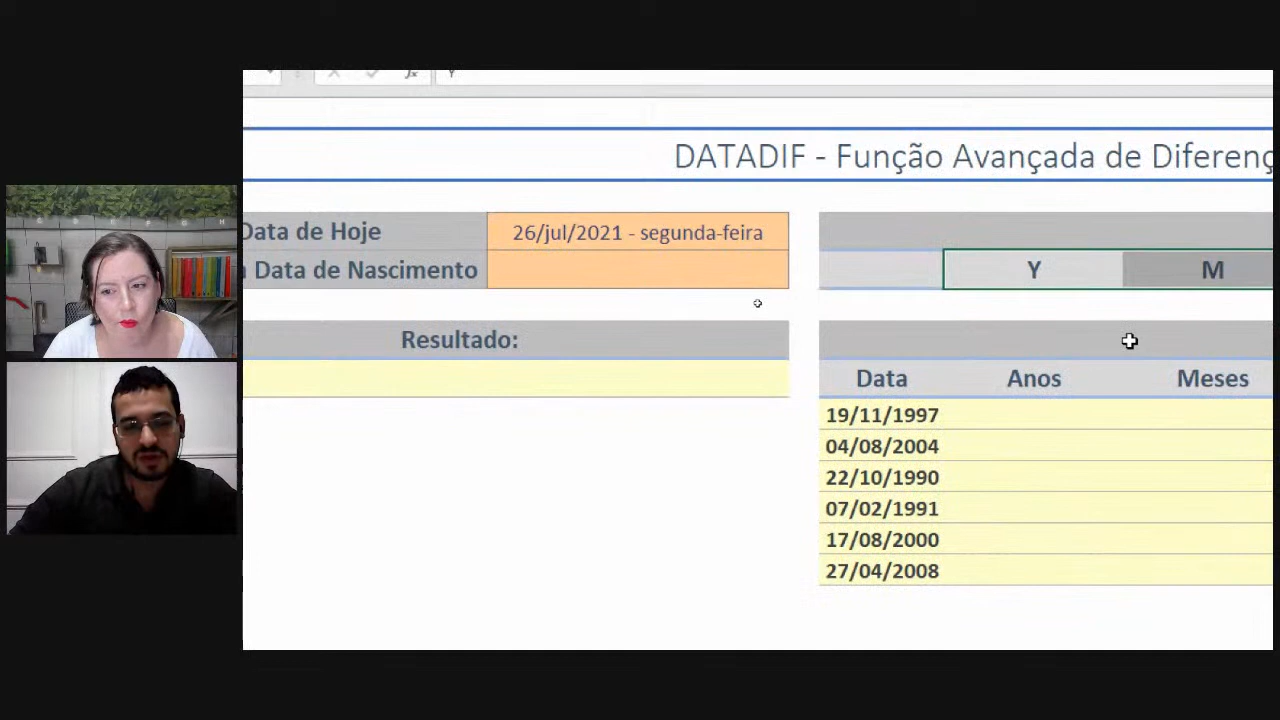 Y
DATADIF - Função Avançada de Diferenç
Data de Hoje
26/jul/2021 - segunda-feira
a Data de Nascimento
Y
M
Resultado:
Data
Anos
Meses
19/11/1997
04/08/2004
22/10/1990
07/02/1991
17/08/2000
27/04/2008